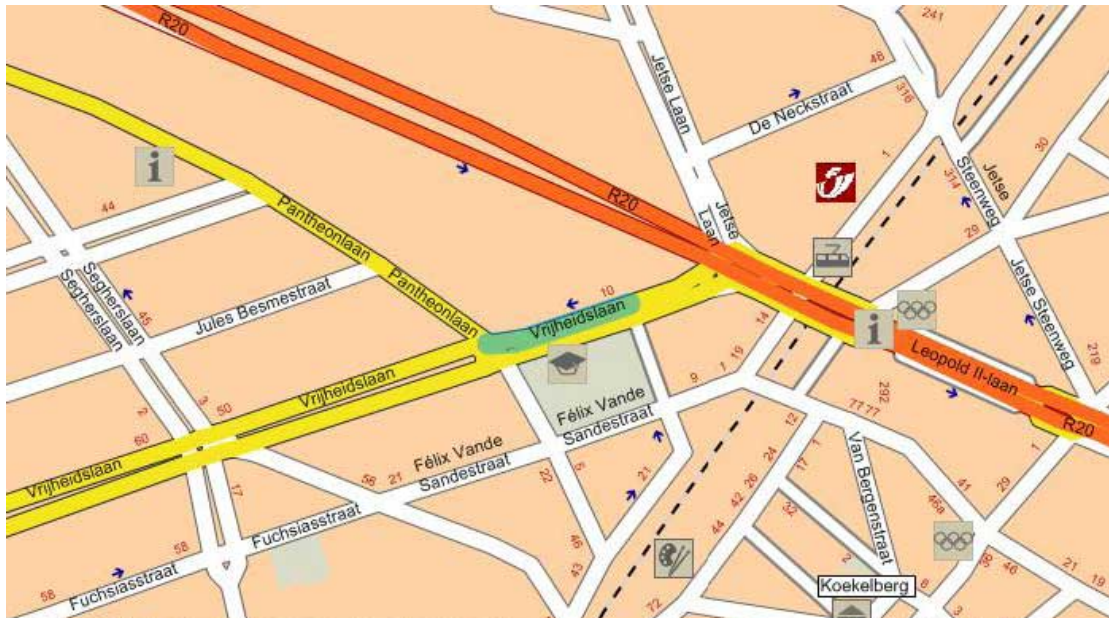 R20
241
Jetse Laan
48
De Neckstraat
316
30
1
Jetse
Steenweg
314
R20
Jetse
Laan
44
Pantheonlaan
29
Segherslaan
Segherslaan
45
Jules Besmestraat
Pantheonlaan
10
Vrijheidslaan
14
Jetse Steenweg
219
Leopold II-laan
R20
19
1
9
292
77 77
Vrijheidslaan
2
3
50
60
Félix Vande
Sandestraat
12
1
Van Bergenstraat
1
29
Félix Vande
Sandestraat
Vrijheidslaan
56
21
5
21
24
17
26
42
32
41
46a
17
Fuchsiasstraat
44
46
43
58
58
Fuchsiasstraat
2
8
46
21
19
Koekelberg
72
3